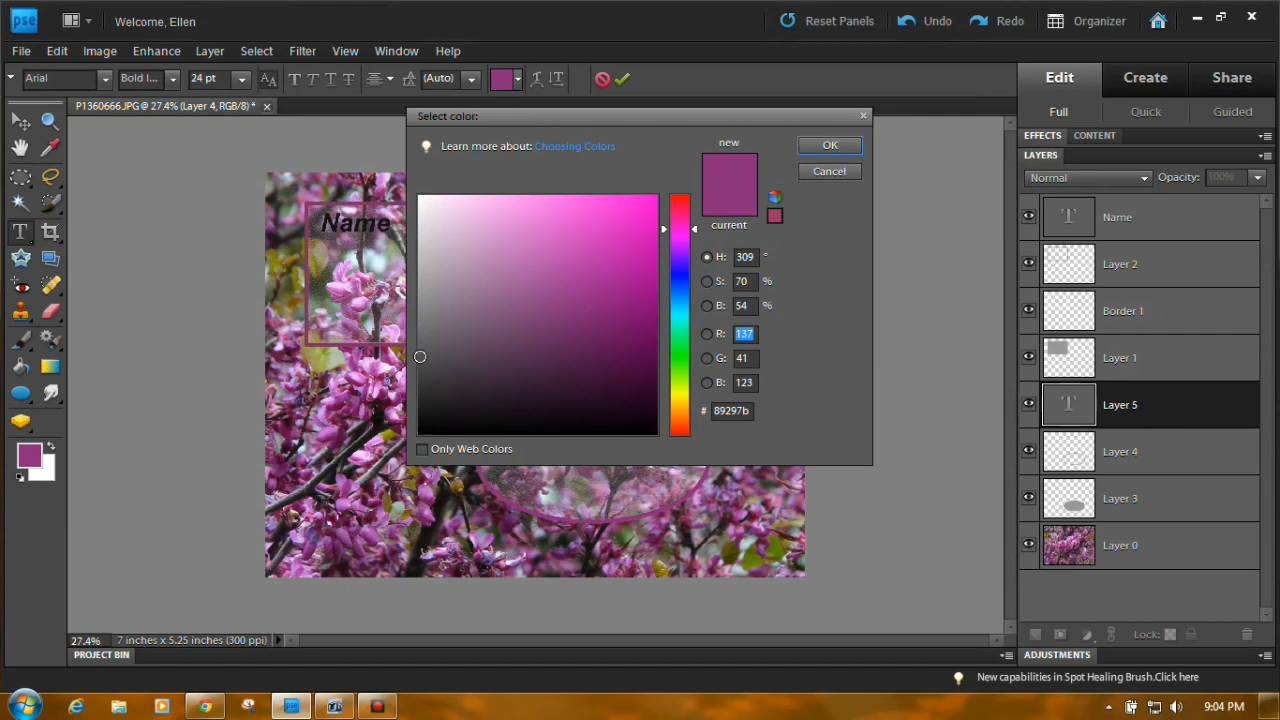 pse Welcome, Ellen Reset Panels Undo Redo Organizer
File Edit Image Enhance Layer Select Filter View Window Help
Arial Bold I... 24 pt (Auto)
Edit Create Share
Full Quick Guided
P1360666.JPG @ 27.4% (Layer 4, RGB/8) *
EFFECTS CONTENT
LAYERS
Normal Opacity: 100%
Name
Layer 2
Border 1
Layer 1
Layer 5
Layer 4
Layer 3
Layer 0
Lock:
ADJUSTMENTS
Select color:
Learn more about: Choosing Colors
new
current
OK
Cancel
H: 309 °
S: 70 %
B: 54 %
R: 137
G: 41
B: 123
# 89297b
Only Web Colors
Name
27.4% 7 inches x 5.25 inches (300 ppi)
PROJECT BIN
New capabilities in Spot Healing Brush.Click here
pse
9:04 PM